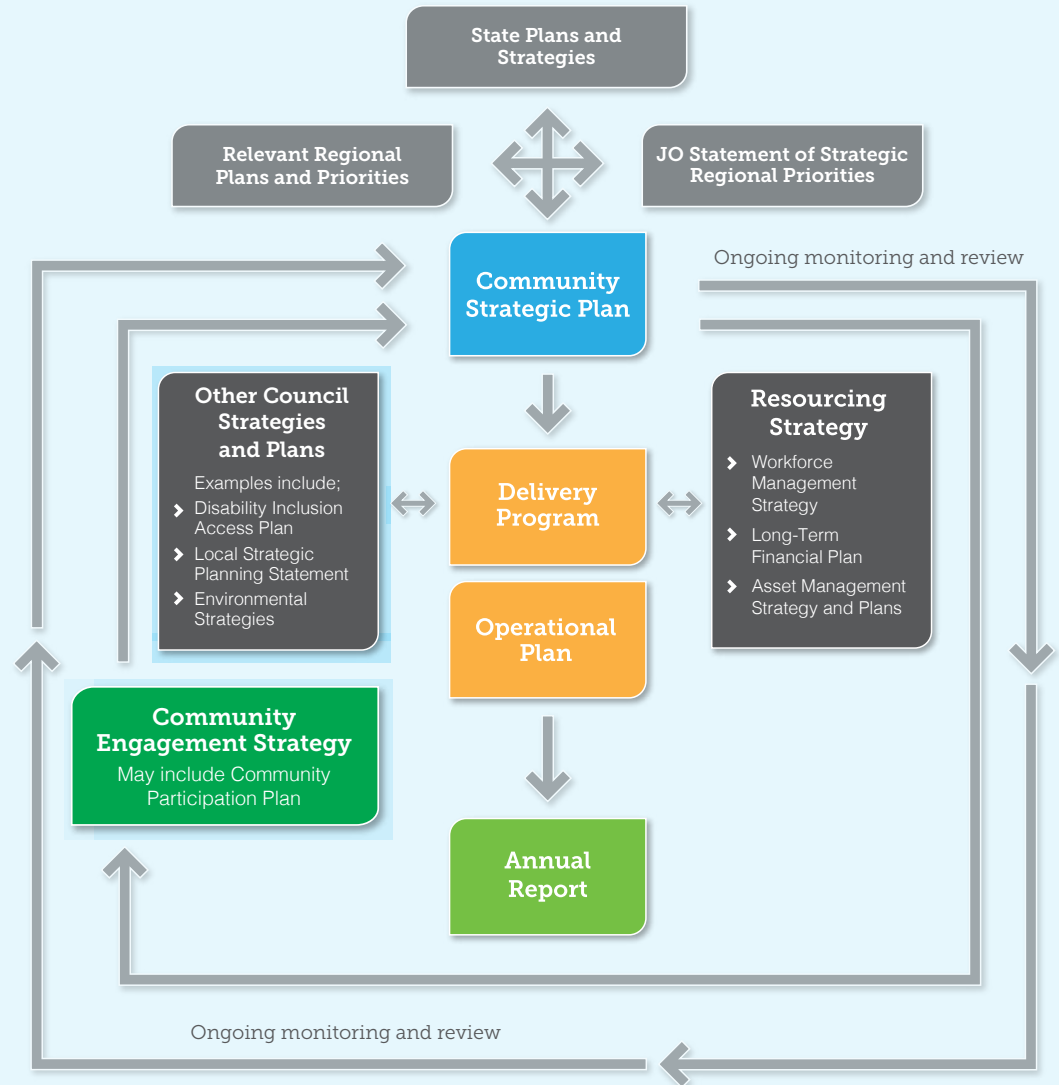 State Plans and
Strategies
Relevant Regional
Plans and Priorities
JO Statement of Strategic
Regional Priorities
Community
Strategic Plan
Ongoing monitoring and review
Other Council
Strategies
and Plans
Examples include;
Disability Inclusion
Access Plan
Local Strategic
Planning Statement
Environmental
Strategies
Delivery
Program
Resourcing
Strategy
Workforce
Management
Strategy
Long-Term
Financial Plan
Asset Management
Strategy and Plans
Operational
Plan
Community
Engagement Strategy
May include Community
Participation Plan
Annual
Report
Ongoing monitoring and review